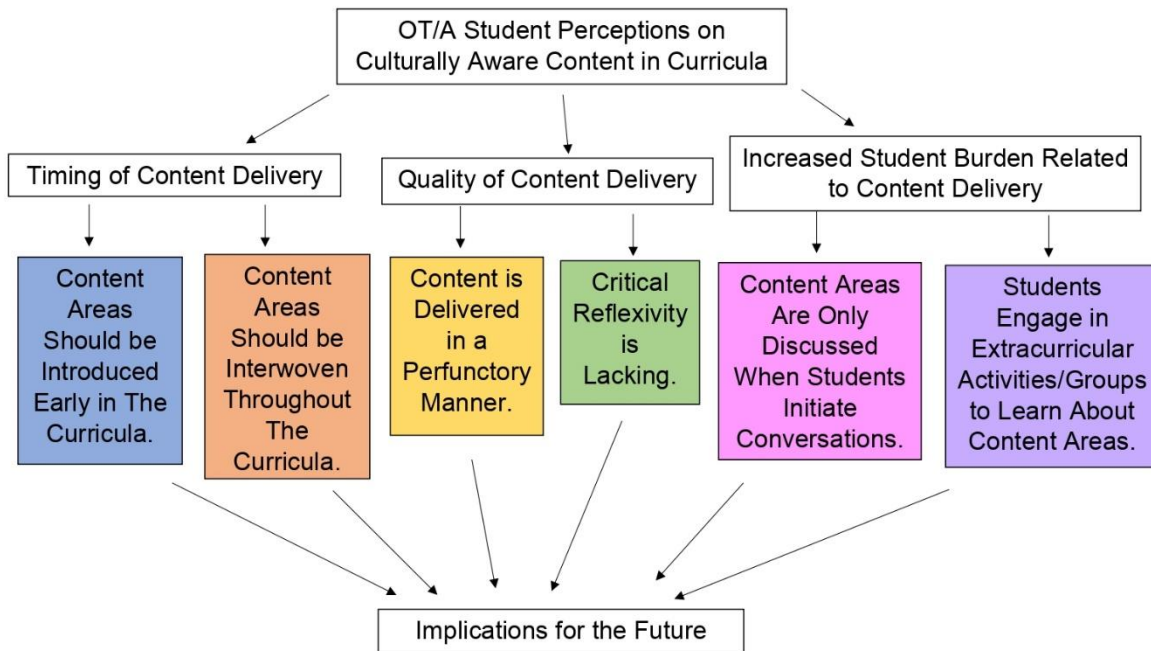 OT/A Student Perceptions on
Culturally Aware Content in Curricula
Timing of Content Delivery
Quality of Content Delivery
Increased Student Burden Related
to Content Delivery
Content
Areas
Should be
Introduced
Early in The
Curricula.
Content
Areas
Should be
Interwoven
Throughout
The
Curricula.
Content is
Delivered
in a
Perfunctory
Manner.
Critical
Reflexivity
is
Lacking.
Content Areas
Are Only
Discussed
When Students
Initiate
Conversations.
Students
Engage in
Extracurricular
Activities/Groups
to Learn About
Content Areas.
Implications for the Future